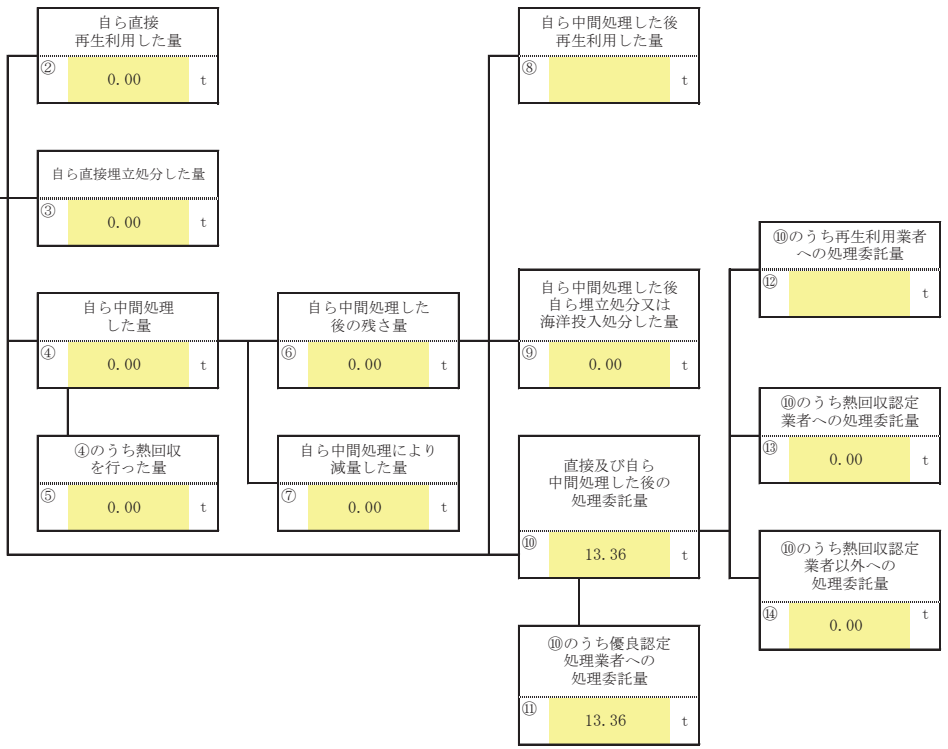 自ら直接
再生利用した量
② 0.00 t
自ら直接埋立処分した量
③ 0.00 t
自ら中間処理
した量
④ 0.00 t
④のうち熱回収
を行った量
⑤ 0.00 t
自ら中間処理した
後の残さ量
⑥ 0.00 t
自ら中間処理により
減量した量
⑦ 0.00 t
自ら中間処理した後
再生利用した量
⑧ t
自ら中間処理した後
自ら埋立処分又は
海洋投入処分した量
⑨ 0.00 t
直接及び自ら
中間処理した後の
処理委託量
⑩ 13.36 t
⑩のうち優良認定
処理業者への
処理委託量
⑪ 13.36 t
⑩のうち再生利用業者
への処理委託量
⑫ t
⑩のうち熱回収認定
業者への処理委託量
⑬ 0.00 t
⑩のうち熱回収認定
業者以外への
処理委託量
⑭ 0.00 t